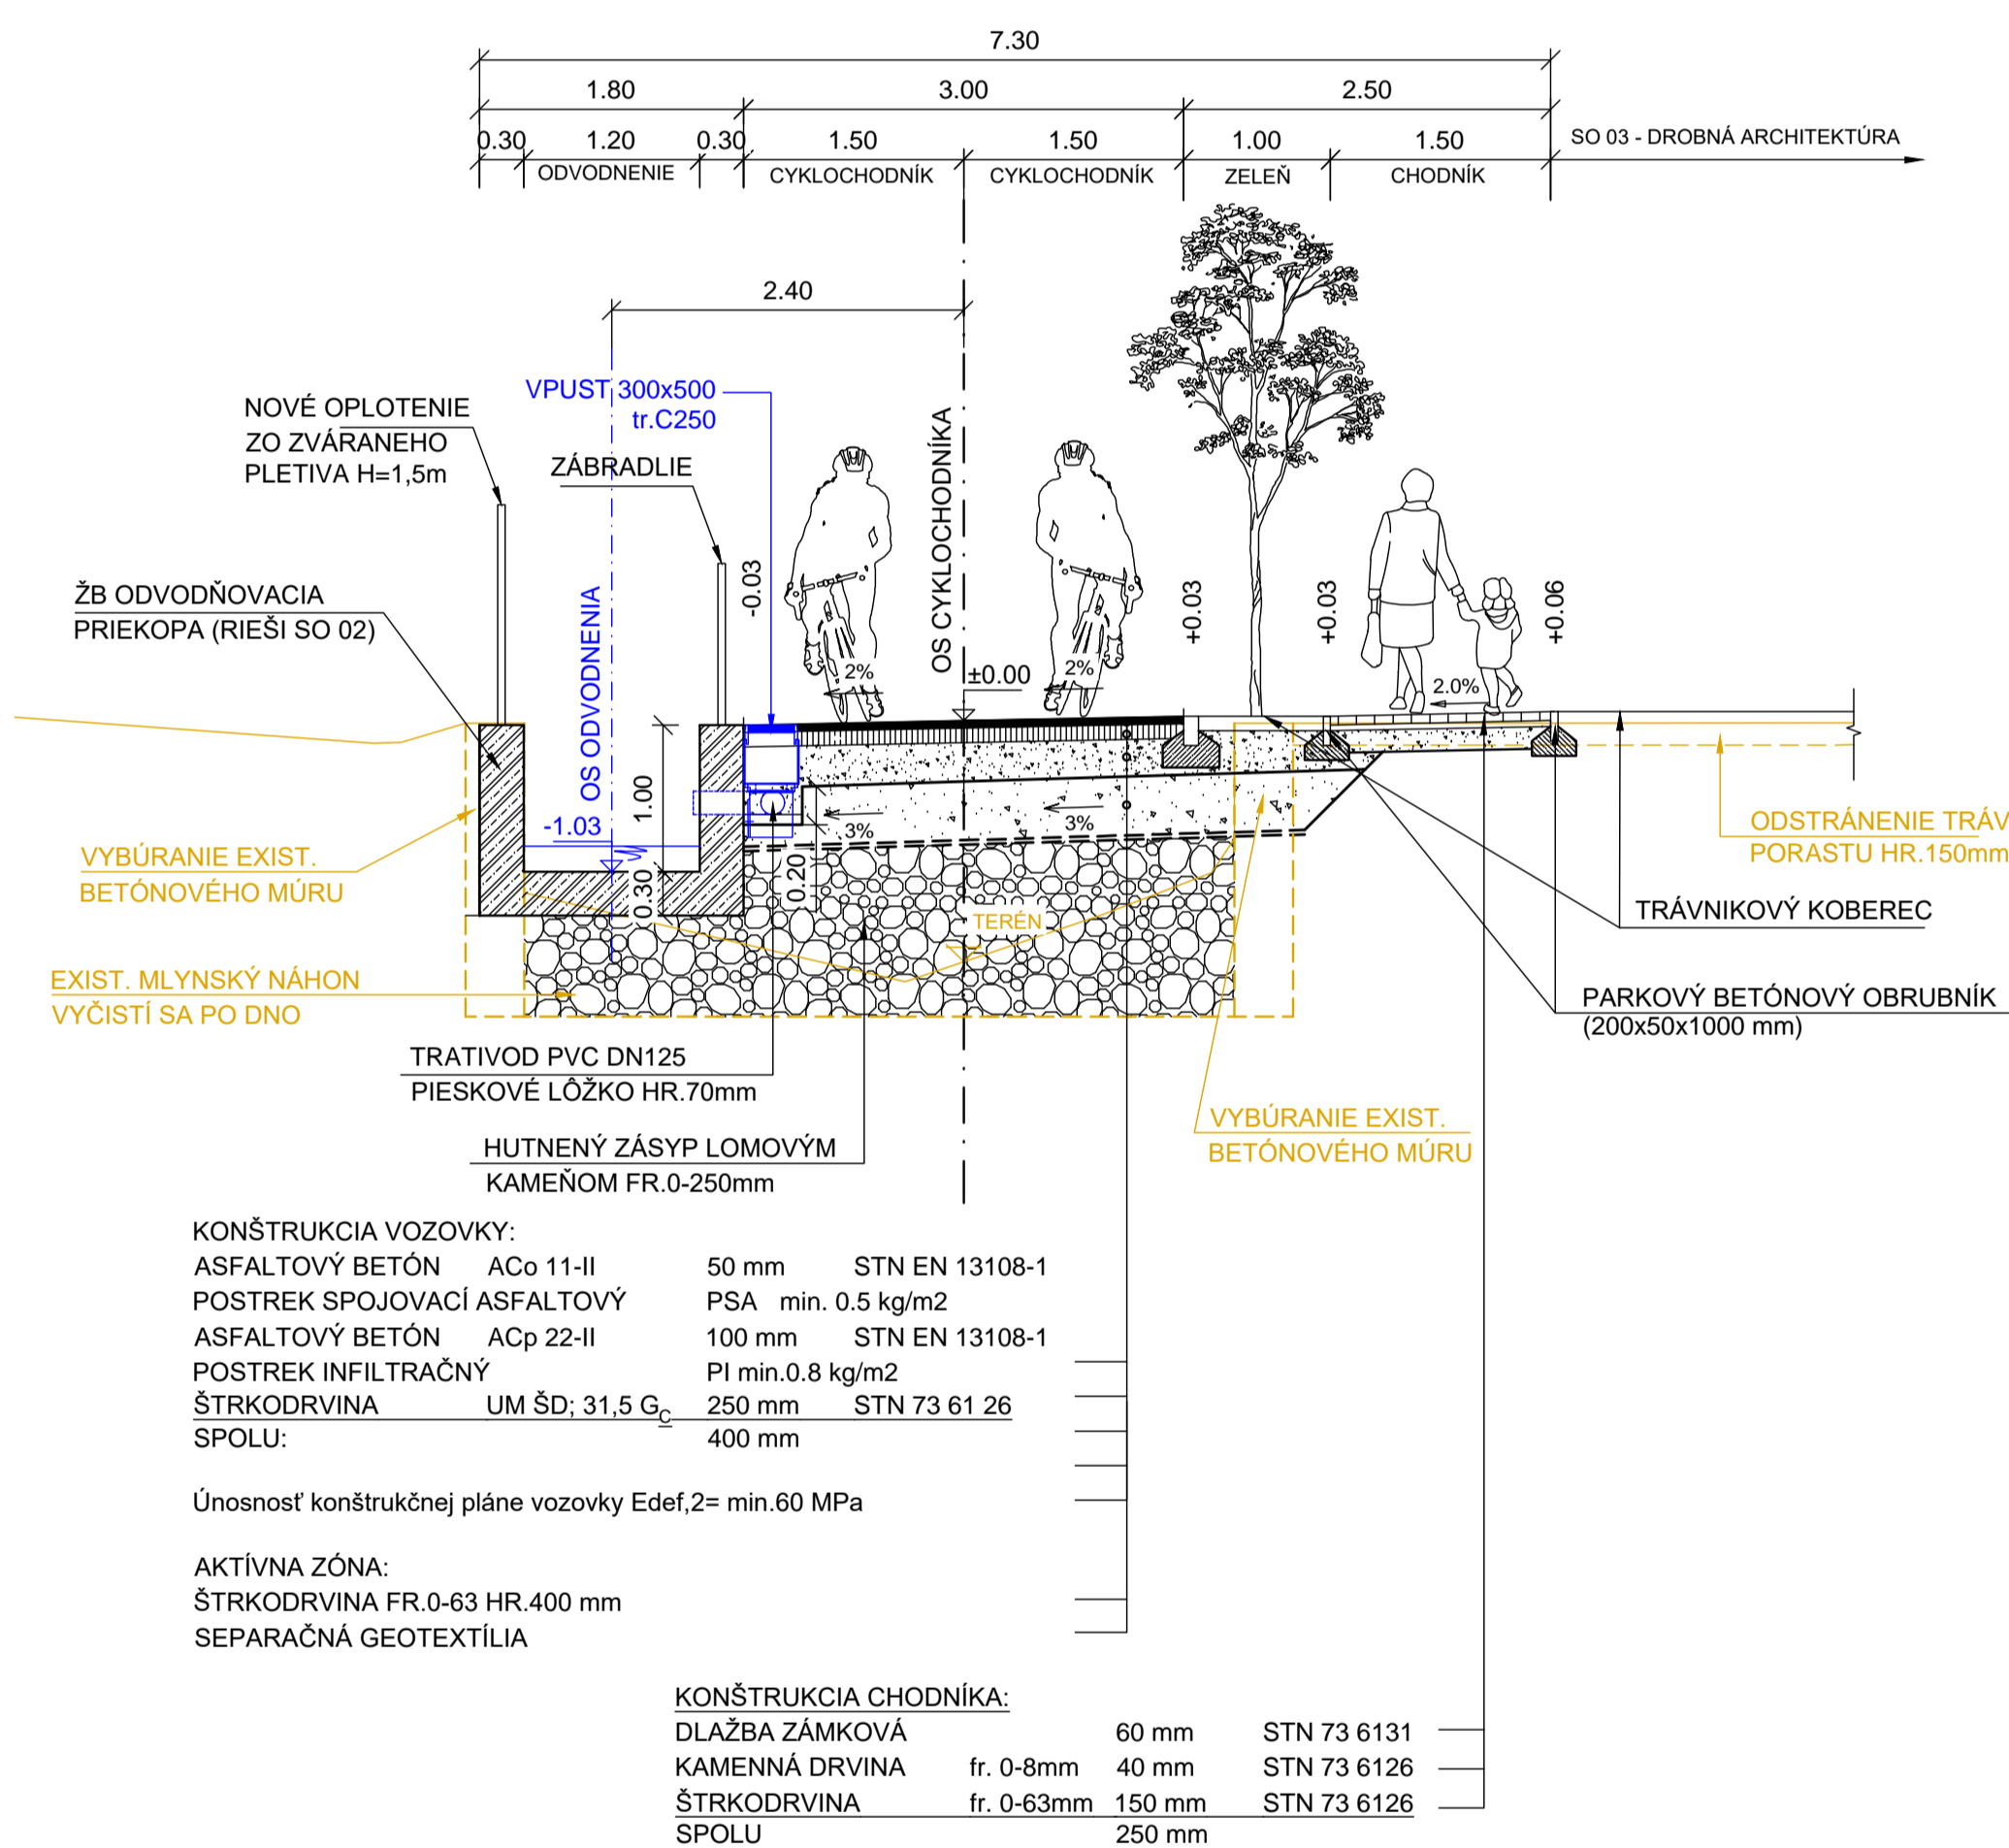 7.30
1.80 3.00 2.50
0.30 1.20 0.30 1.50 1.50 1.00 1.50 SO 03 - DROBNÁ ARCHITEKTÚRA
ODVODNENIE CYKLOCHODNÍK CYKLOCHODNÍK ZELEŇ CHODNÍK
2.40
VPUST 300x500
tr.C250
NOVÉ OPLOTENIE
ZO ZVÁRANEHO
PLETIVA H=1,5m
ZÁBRADLIE
OS CYKLOCHODNÍKA
ŽB ODVODŇOVACIA
PRIEKOPA (RIEŠI SO 02)
OS ODVODNENIA
-0.03
+0.03
+0.03
+0.06
2%
±0.00
2%
2.0%
1.00
-1.03
3%
3%
0.20
0.30
VYBÚRANIE EXIST.
BETÓNOVÉHO MÚRU
ODSTRÁNENIE TRÁV
PORASTU HR.150mm
TERÉN
TRÁVNIKOVÝ KOBEREC
EXIST. MLYNSKÝ NÁHON
VYČISTÍ SA PO DNO
PARKOVÝ BETÓNOVÝ OBRUBNÍK
(200x50x1000 mm)
TRATIVOD PVC DN125
PIESKOVÉ LÔŽKO HR.70mm
VYBÚRANIE EXIST.
BETÓNOVÉHO MÚRU
HUTNENÝ ZÁSYP LOMOVÝM
KAMEŇOM FR.0-250mm
KONŠTRUKCIA VOZOVKY:
ASFALTOVÝ BETÓN ACo 11-II 50 mm STN EN 13108-1
POSTREK SPOJOVACÍ ASFALTOVÝ PSA min. 0.5 kg/m2
ASFALTOVÝ BETÓN ACp 22-II 100 mm STN EN 13108-1
POSTREK INFILTRAČNÝ PI min.0.8 kg/m2
ŠTRKODRVINA UM ŠD; 31,5 GC 250 mm STN 73 61 26
SPOLU: 400 mm
Únosnosť konštrukčnej pláne vozovky Edef,2= min.60 MPa
AKTÍVNA ZÓNA:
ŠTRKODRVINA FR.0-63 HR.400 mm
SEPARAČNÁ GEOTEXTÍLIA
KONŠTRUKCIA CHODNÍKA:
DLAŽBA ZÁMKOVÁ 60 mm STN 73 6131
KAMENNÁ DRVINA fr. 0-8mm 40 mm STN 73 6126
ŠTRKODRVINA fr. 0-63mm 150 mm STN 73 6126
SPOLU 250 mm